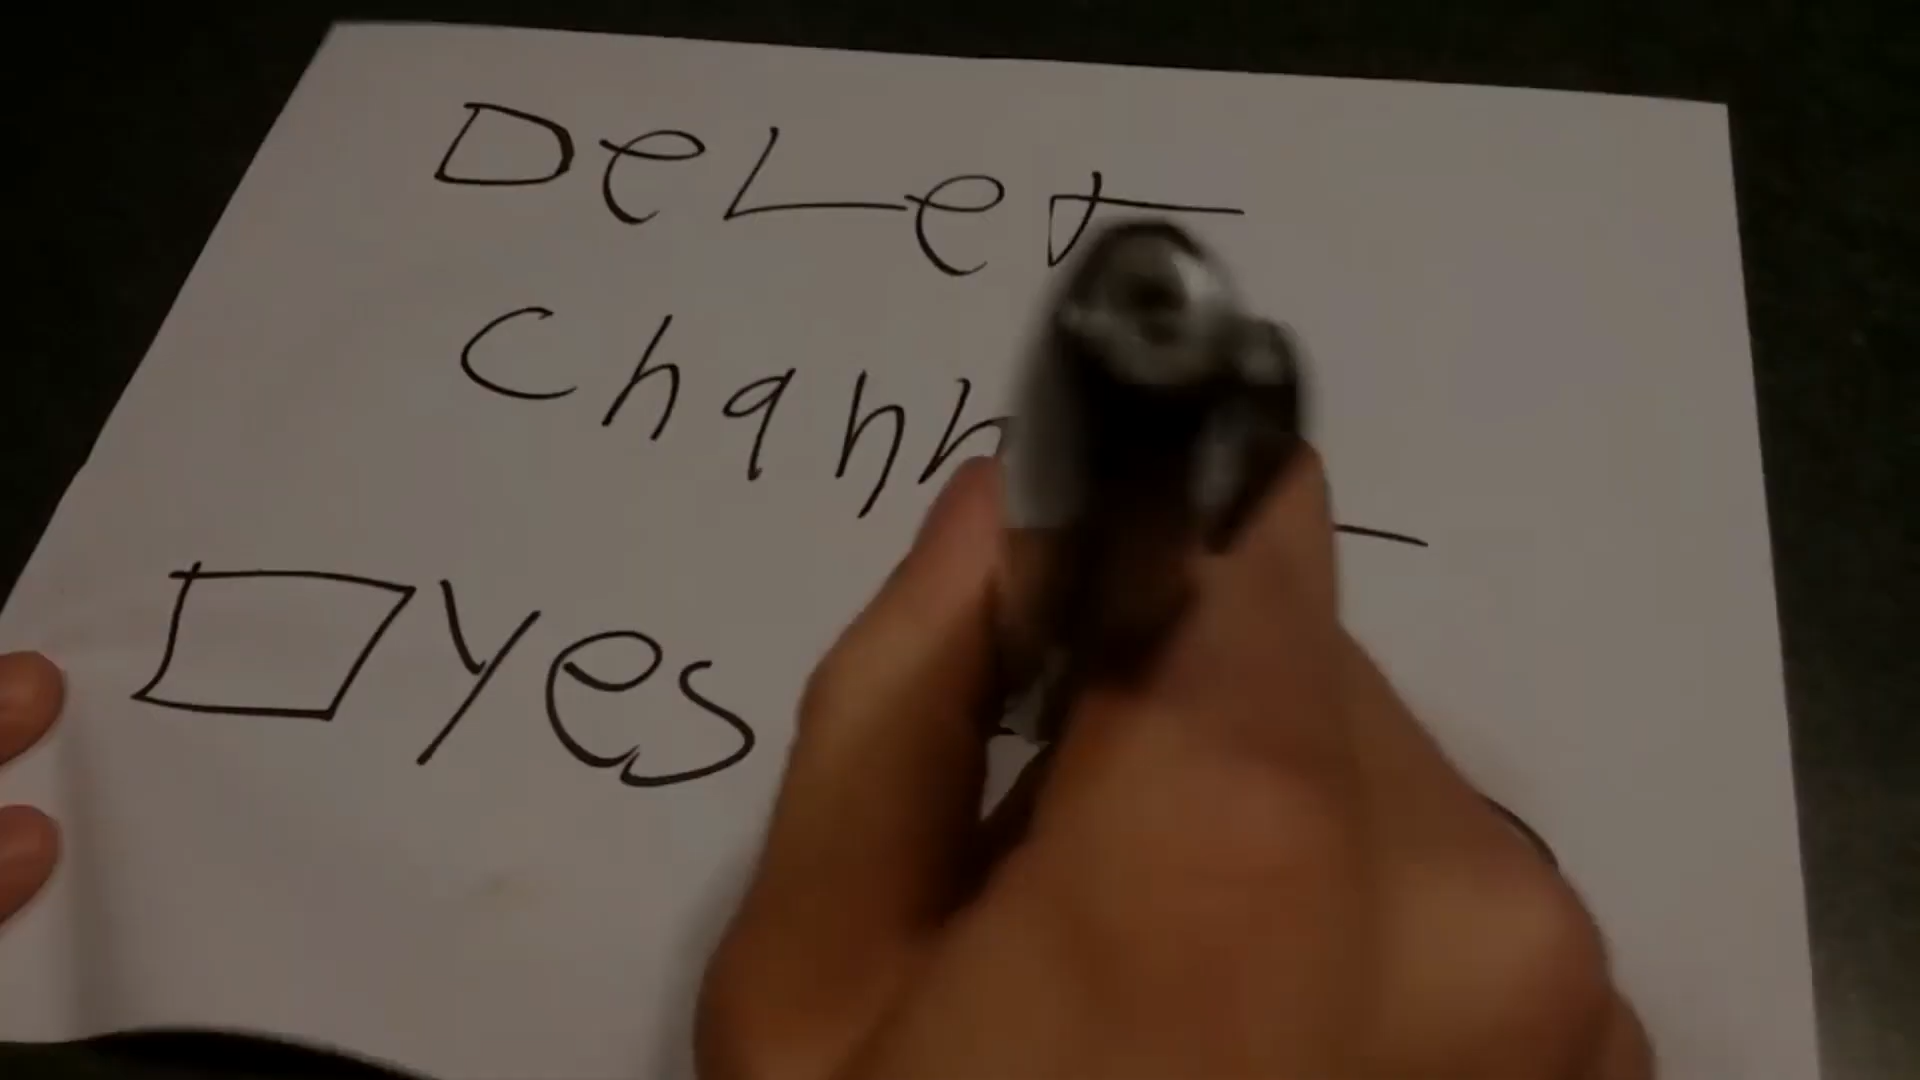 DeLet
Chann
Yes